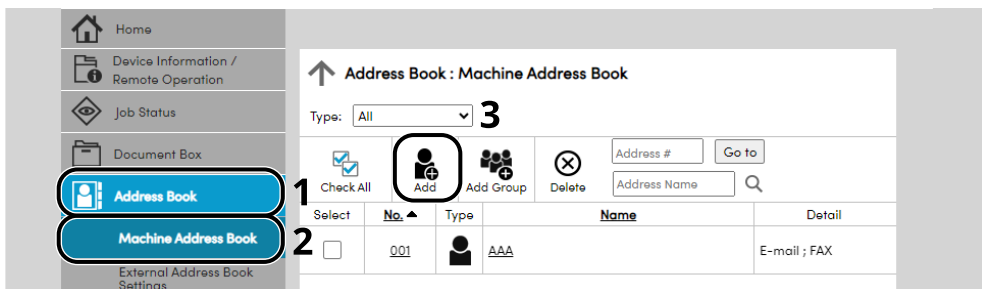 Home
Device Information /
Remote Operation
Job Status
Document Box
Address Book
1
Machine Address Book
2
External Address Book
Settings
Address Book : Machine Address Book
Type: All
3
Check All
Add
Add Group
Delete
Address #
Go to
Address Name
Select No. Type Name Detail
001 AAA E-mail ; FAX